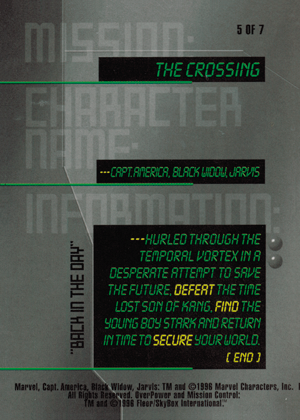 5 OF 7
MISSION:
THE CROSSING
CHARACTER
NAME:
---CAPT. AMERICA, BLACK WIDOW, JARVIS
INFORMATION:
"BACK IN THE DAY"
---HURLED THROUGH THE
TEMPORAL VORTEX IN A
DESPERATE ATTEMPT TO SAVE
THE FUTURE, DEFEAT THE TIME
LOST SON OF KANG, FIND THE
YOUNG BOY STARK AND RETURN
IN TIME TO SECURE YOUR WORLD.
( END )
Marvel, Capt. America, Black Widow, Jarvis: TM and ©1996 Marvel Characters, Inc.
All Rights Reserved. OverPower and Mission Control:
TM and ©1996 Fleer/SkyBox International.